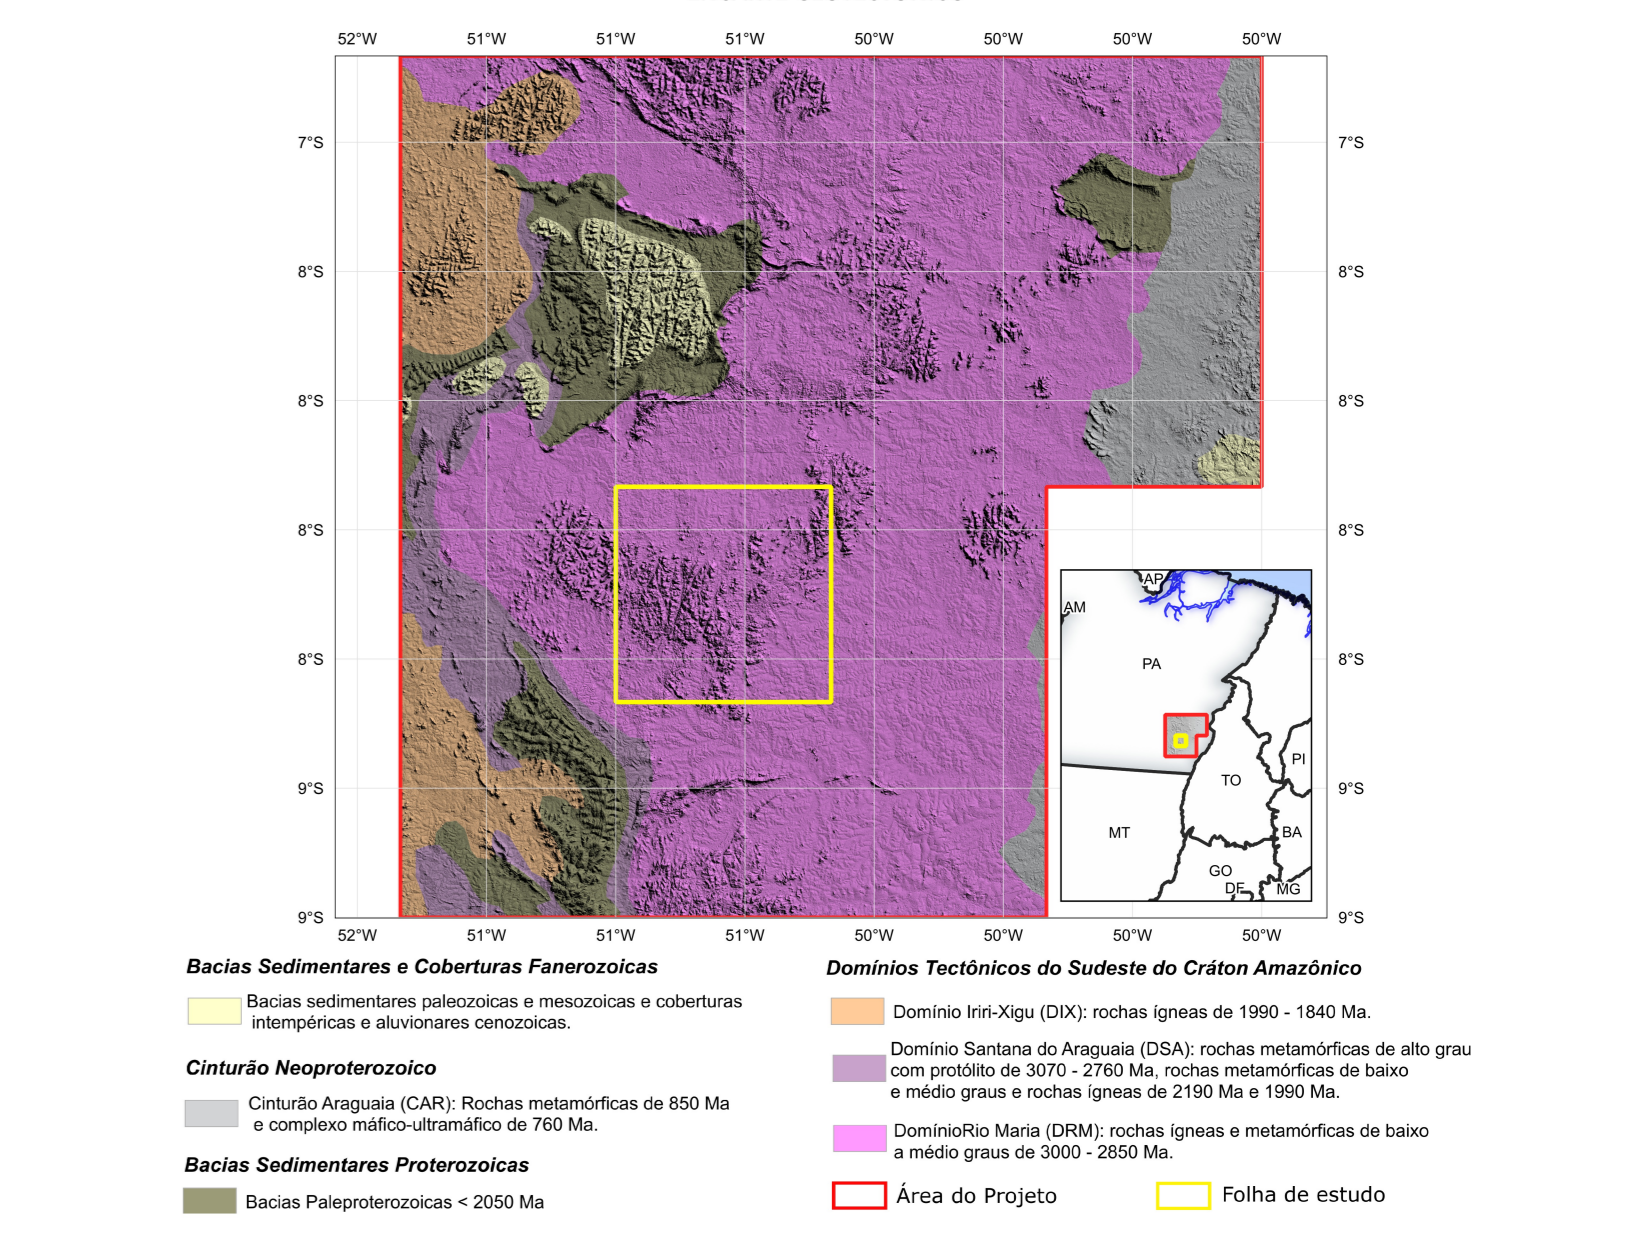 52°W 51°W 51°W 51°W 50°W 50°W 50°W 50°W
7°S 7°S
8°S 8°S
8°S 8°S
8°S 8°S
8°S 8°S
9°S 9°S
9°S 9°S
52°W 51°W 51°W 51°W 50°W 50°W 50°W 50°W
AP
AM
PA
PI
TO
MT
BA
GO
DF
MG
Bacias Sedimentares e Coberturas Fanerozoicas
Bacias sedimentares paleozoicas e mesozoicas e coberturas
intempéricas e aluvionares cenozoicas.
Cinturão Neoproterozoico
Cinturão Araguaia (CAR): Rochas metamórficas de 850 Ma
e complexo máfico-ultramáfico de 760 Ma.
Bacias Sedimentares Proterozoicas
Bacias Paleproterozoicas < 2050 Ma
Domínios Tectônicos do Sudeste do Cráton Amazônico
Domínio Iriri-Xigu (DIX): rochas ígneas de 1990 - 1840 Ma.
Domínio Santana do Araguaia (DSA): rochas metamórficas de alto grau
com protólito de 3070 - 2760 Ma, rochas metamórficas de baixo
e médio graus e rochas ígneas de 2190 Ma e 1990 Ma.
DomínioRio Maria (DRM): rochas ígneas e metamórficas de baixo
a médio graus de 3000 - 2850 Ma.
Área do Projeto
Folha de estudo